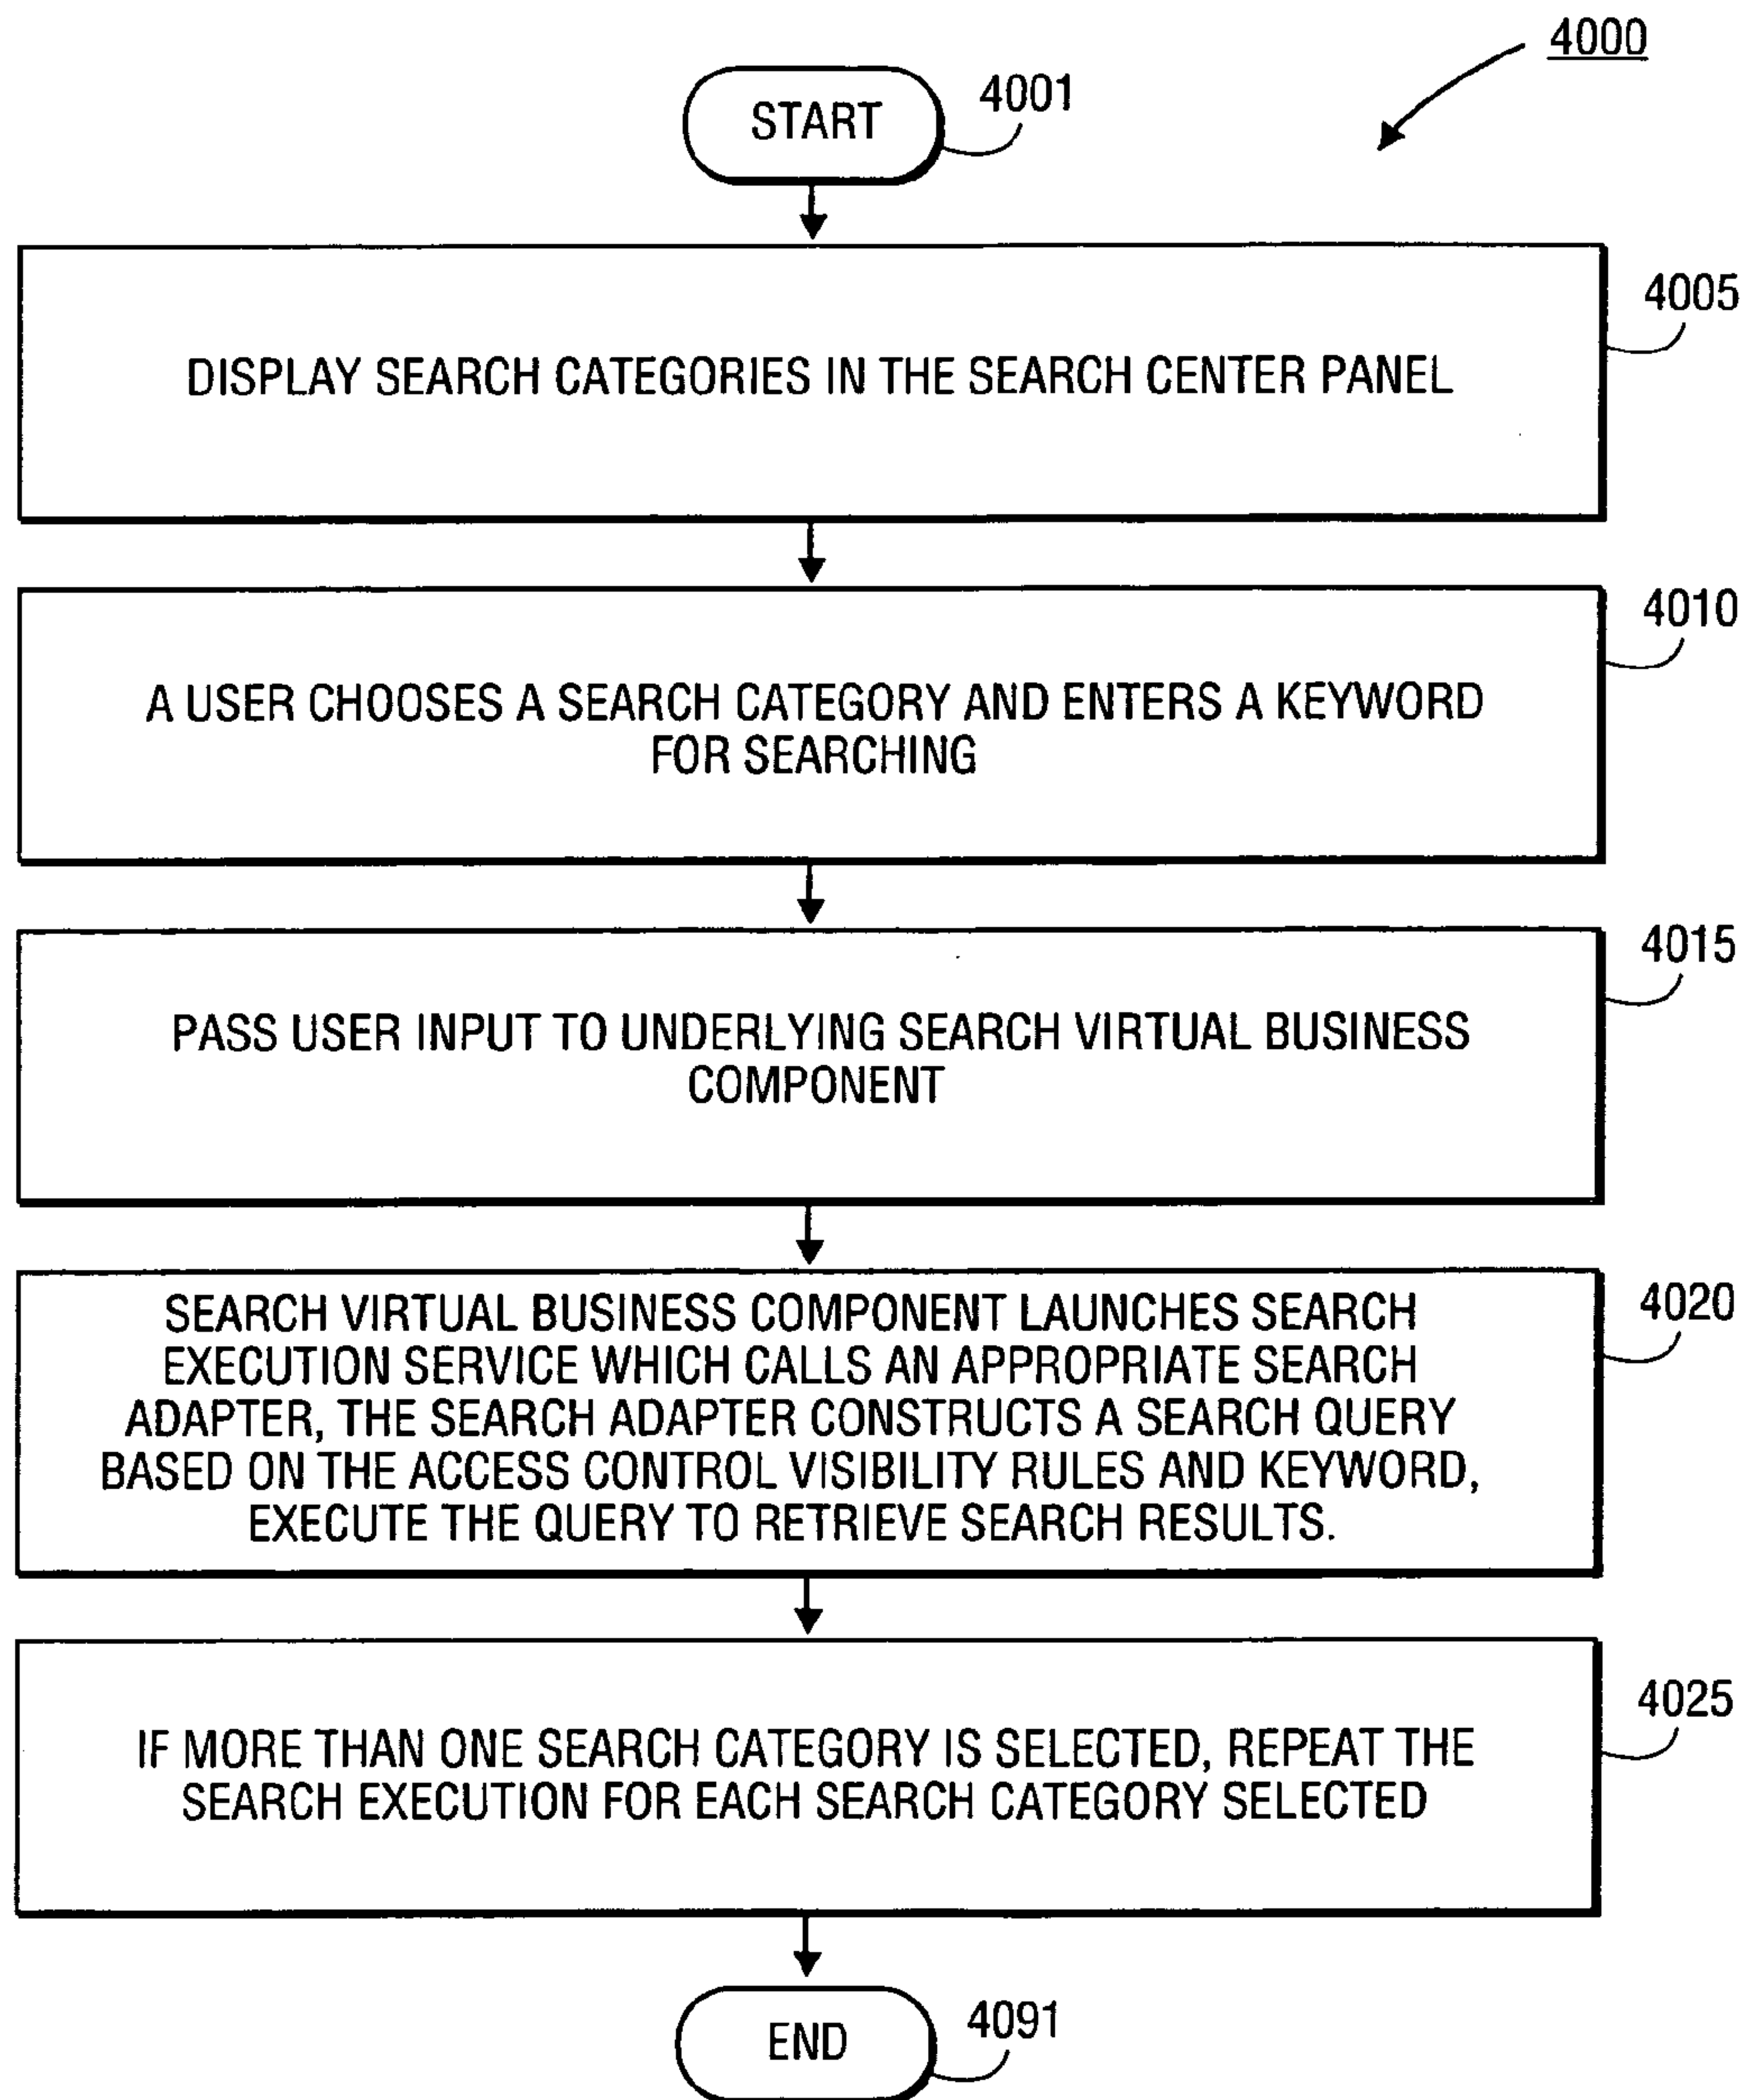 4000
START
4001
4005
DISPLAY SEARCH CATEGORIES IN THE SEARCH CENTER PANEL
4010
A USER CHOOSES A SEARCH CATEGORY AND ENTERS A KEYWORD
FOR SEARCHING
4015
PASS USER INPUT TO UNDERLYING SEARCH VIRTUAL BUSINESS
COMPONENT
4020
SEARCH VIRTUAL BUSINESS COMPONENT LAUNCHES SEARCH
EXECUTION SERVICE WHICH CALLS AN APPROPRIATE SEARCH
ADAPTER, THE SEARCH ADAPTER CONSTRUCTS A SEARCH QUERY
BASED ON THE ACCESS CONTROL VISIBILITY RULES AND KEYWORD,
EXECUTE THE QUERY TO RETRIEVE SEARCH RESULTS.
4025
IF MORE THAN ONE SEARCH CATEGORY IS SELECTED, REPEAT THE
SEARCH EXECUTION FOR EACH SEARCH CATEGORY SELECTED
END
4091